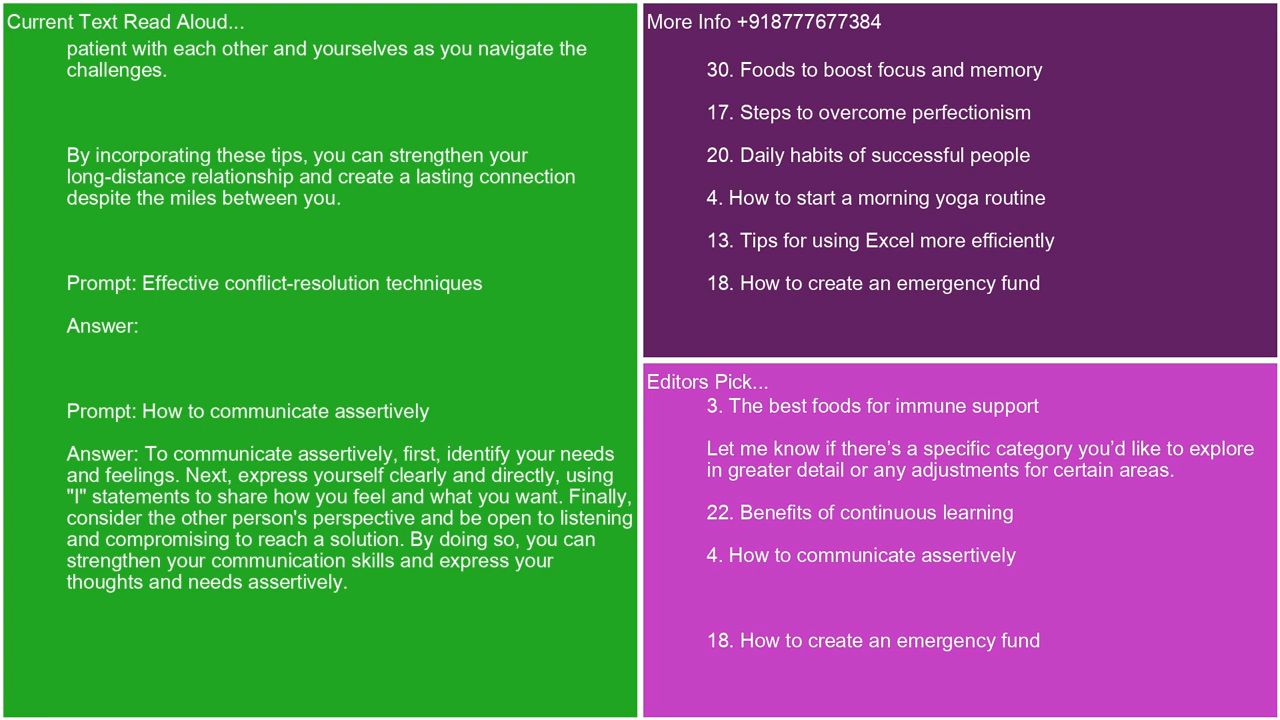 Current Text Read Aloud...
patient with each other and yourselves as you navigate the
challenges.
By incorporating these tips, you can strengthen your
long-distance relationship and create a lasting connection
despite the miles between you.
Prompt: Effective conflict-resolution techniques
Answer:
Prompt: How to communicate assertively
Answer: To communicate assertively, first, identify your needs
and feelings. Next, express yourself clearly and directly, using
"I" statements to share how you feel and what you want. Finally,
consider the other person's perspective and be open to listening
and compromising to reach a solution. By doing so, you can
strengthen your communication skills and express your
thoughts and needs assertively.
More Info +918777677384
30. Foods to boost focus and memory
17. Steps to overcome perfectionism
20. Daily habits of successful people
4. How to start a morning yoga routine
13. Tips for using Excel more efficiently
18. How to create an emergency fund
Editors Pick...
3. The best foods for immune support
Let me know if there’s a specific category you’d like to explore
in greater detail or any adjustments for certain areas.
22. Benefits of continuous learning
4. How to communicate assertively
18. How to create an emergency fund